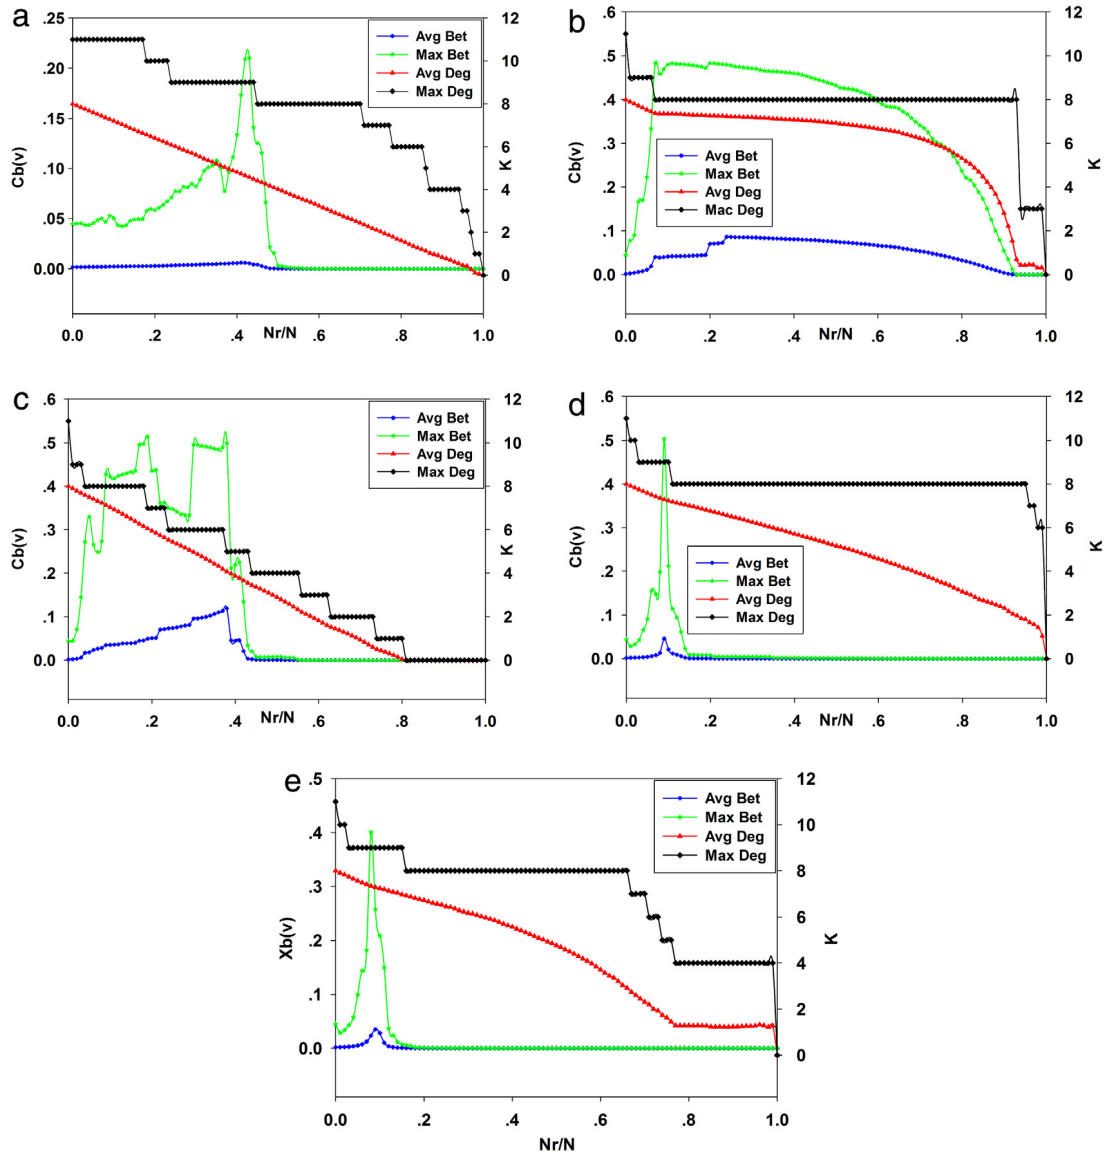 a
.25
.20
.15
.10
.05
0.00
Cb(v)
12
10
8
6
4
2
0
K
Avg Bet
Max Bet
Avg Deg
Max Deg
0.0 .2 .4 .6 .8 1.0
Nr/N
b
.6
.5
.4
.3
.2
.1
0.0
Cb(v)
12
10
8
6
4
2
0
K
Avg Bet
Max Bet
Avg Deg
Mac Deg
0.0 .2 .4 .6 .8 1.0
Nr/N
c
.6
.5
.4
.3
.2
.1
0.0
Cb(v)
12
10
8
6
4
2
0
K
Avg Bet
Max Bet
Avg Deg
Max Deg
0.0 .2 .4 .6 .8 1.0
Nr/N
d
.6
.5
.4
.3
.2
.1
0.0
Cb(v)
12
10
8
6
4
2
0
K
Avg Bet
Max Bet
Avg Deg
Max Deg
0.0 .2 .4 .6 .8 1.0
Nr/N
e
.5
.4
.3
.2
.1
0.0
Xb(v)
12
10
8
6
4
2
0
K
Avg Bet
Max Bet
Avg Deg
Max Deg
0.0 .2 .4 .6 .8 1.0
Nr/N